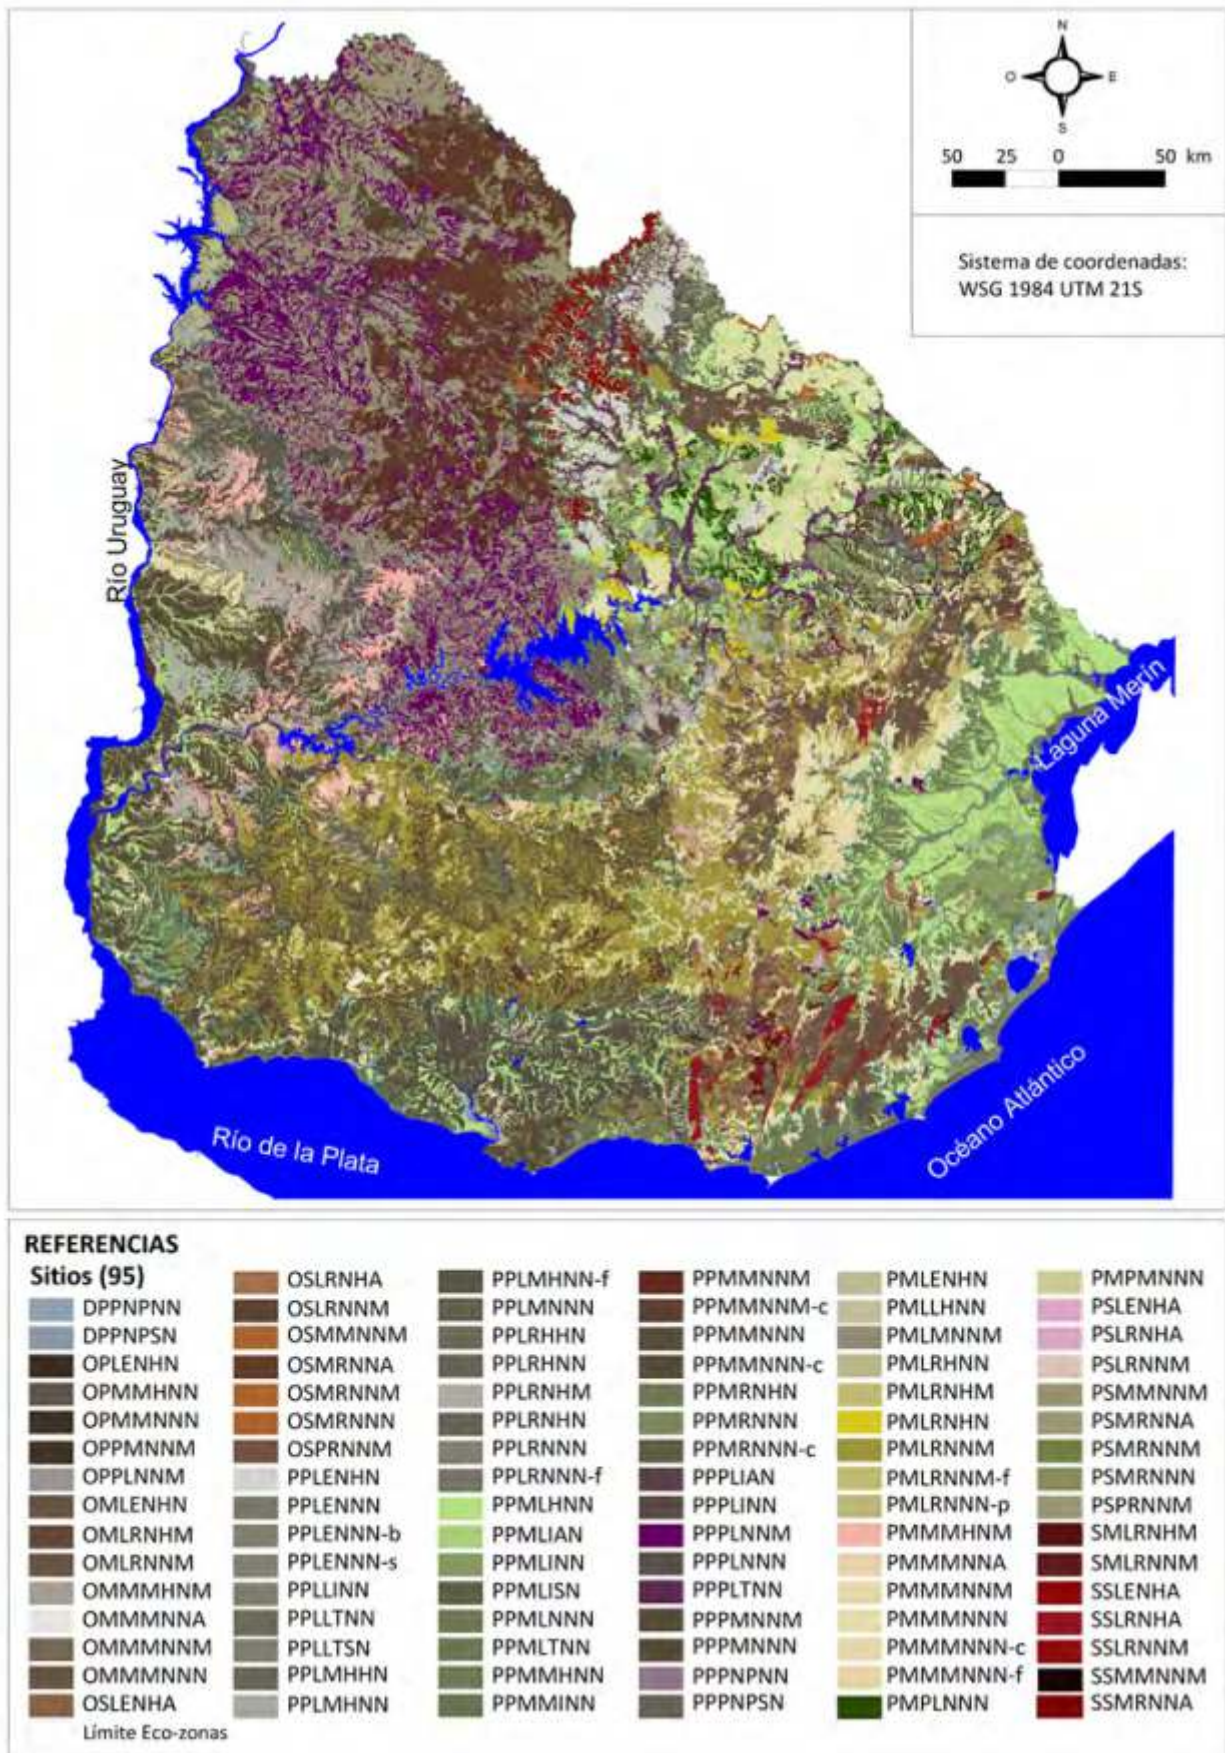 N
O
E
S
50 25 0 50 km
Sistema de coordenadas:
WSG 1984 UTM 21S
Río Uruguay
Laguna Merín
Río de la Plata
Océano Atlántico
REFERENCIAS
Sitios (95)
DPPNPNN
DPPNPSN
OPLENHN
OPMMHNN
OPMMNNN
OPPMNNM
OPPLNNM
OMLENHN
OMLRNHM
OMLRNNM
OMMMHNM
OMMMNNA
OMMMNNM
OMMMNNN
OSLENHA
Límite Eco-zonas
OSLRNHA
OSLRNNM
OSMMNNM
OSMRNNA
OSMRNNM
OSMRNNN
OSPRNNM
PPLENHN
PPLENNN
PPLENNN-b
PPLENNN-s
PPLLINN
PPLLTNN
PPLLTSN
PPLMHHN
PPLMHNN
PPLMHNN-f
PPLMNNN
PPLRHHN
PPLRHNN
PPLRNHM
PPLRNHN
PPLRNNN
PPLRNNN-f
PPMLHNN
PPMLIAN
PPMLINN
PPMLISN
PPMLNNN
PPMLTNN
PPMMHNN
PPMMINN
PPMMNNM
PPMMNNM-c
PPMMNNN
PPMMNNN-c
PPMRNHN
PPMRNNN
PPMRNNN-c
PPPLIAN
PPPLINN
PPPLNNM
PPPLNNN
PPPLTNN
PPPMNNM
PPPMNNN
PPPNPNN
PPPNPSN
PMLENHN
PMLLHNN
PMLMNNM
PMLRHNN
PMLRNHM
PMLRNHN
PMLRNNM
PMLRNNM-f
PMLRNNN-p
PMMMHNM
PMMMNNA
PMMMNNM
PMMMNNN
PMMMNNN-c
PMMMNNN-f
PMPLNNN
PMPMNNN
PSLENHA
PSLRNHA
PSLRNNM
PSMMNNM
PSMRNNA
PSMRNNM
PSMRNNN
PSPRNNM
SMLRNHM
SMLRNNM
SSLENHA
SSLRNHA
SSLRNNM
SSMMNNM
SSMRNNA